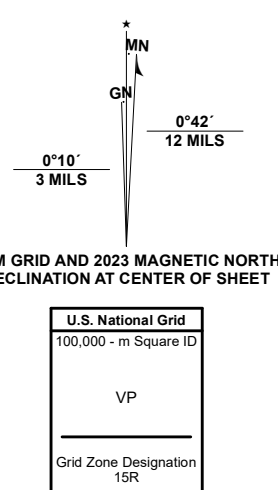 ★
MN
GN
0°42´
12 MILS
0°10´
3 MILS
M GRID AND 2023 MAGNETIC NORTH
ECLINATION AT CENTER OF SHEET
U.S. National Grid
100,000 - m Square ID
VP
Grid Zone Designation
15R